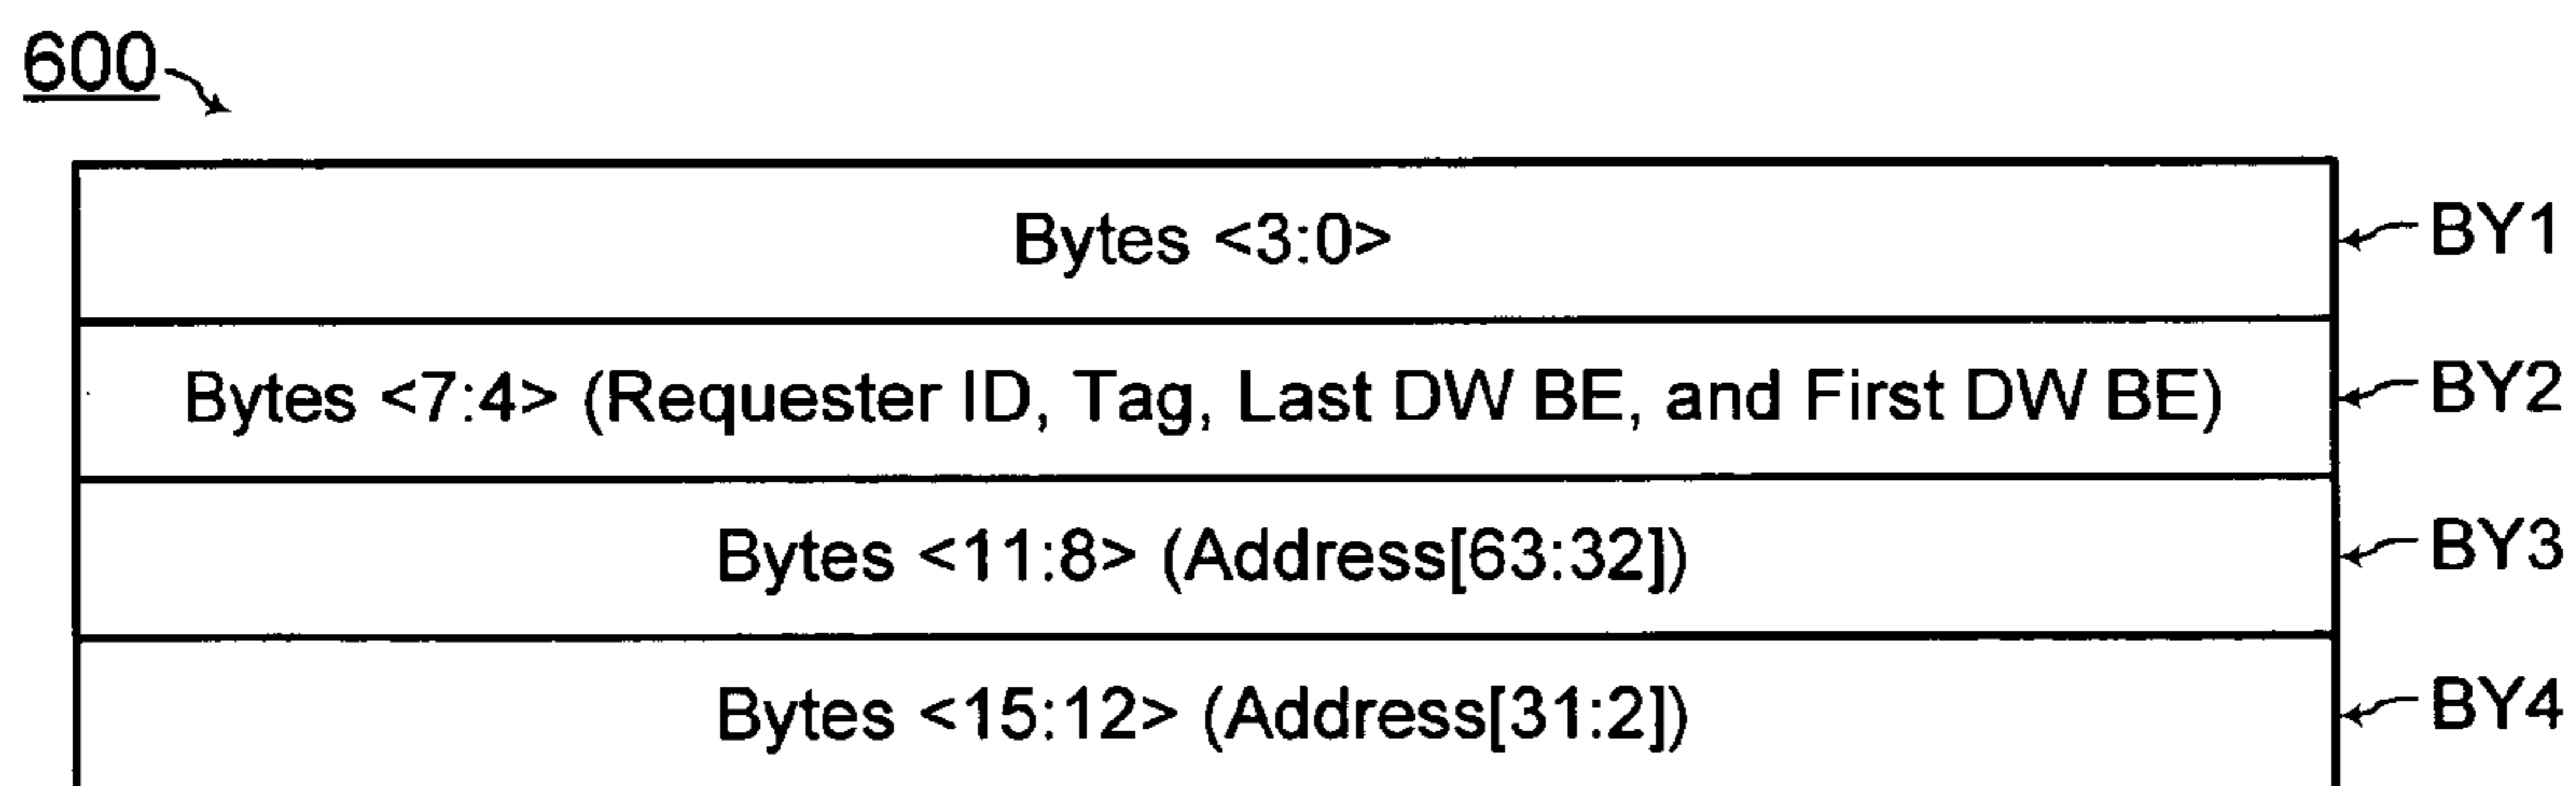 600
Bytes <3:0> BY1
Bytes <7:4> (Requester ID, Tag, Last DW BE, and First DW BE) BY2
Bytes <11:8> (Address[63:32]) BY3
Bytes <15:12> (Address[31:2]) BY4